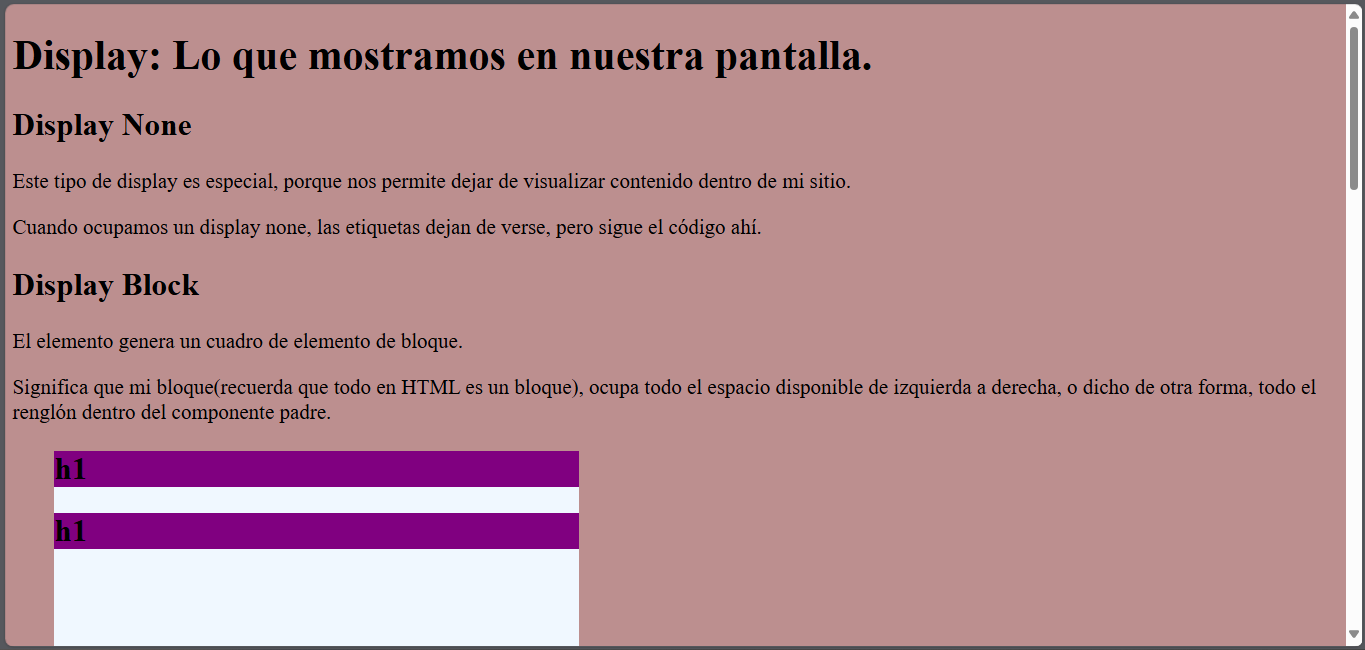 Display: Lo que mostramos en nuestra pantalla.
Display None
Este tipo de display es especial, porque nos permite dejar de visualizar contenido dentro de mi sitio.
Cuando ocupamos un display none, las etiquetas dejan de verse, pero sigue el código ahí.
Display Block
El elemento genera un cuadro de elemento de bloque.
Significa que mi bloque(recuerda que todo en HTML es un bloque), ocupa todo el espacio disponible de izquierda a derecha, o dicho de otra forma, todo el
renglón dentro del componente padre.
h1
h1